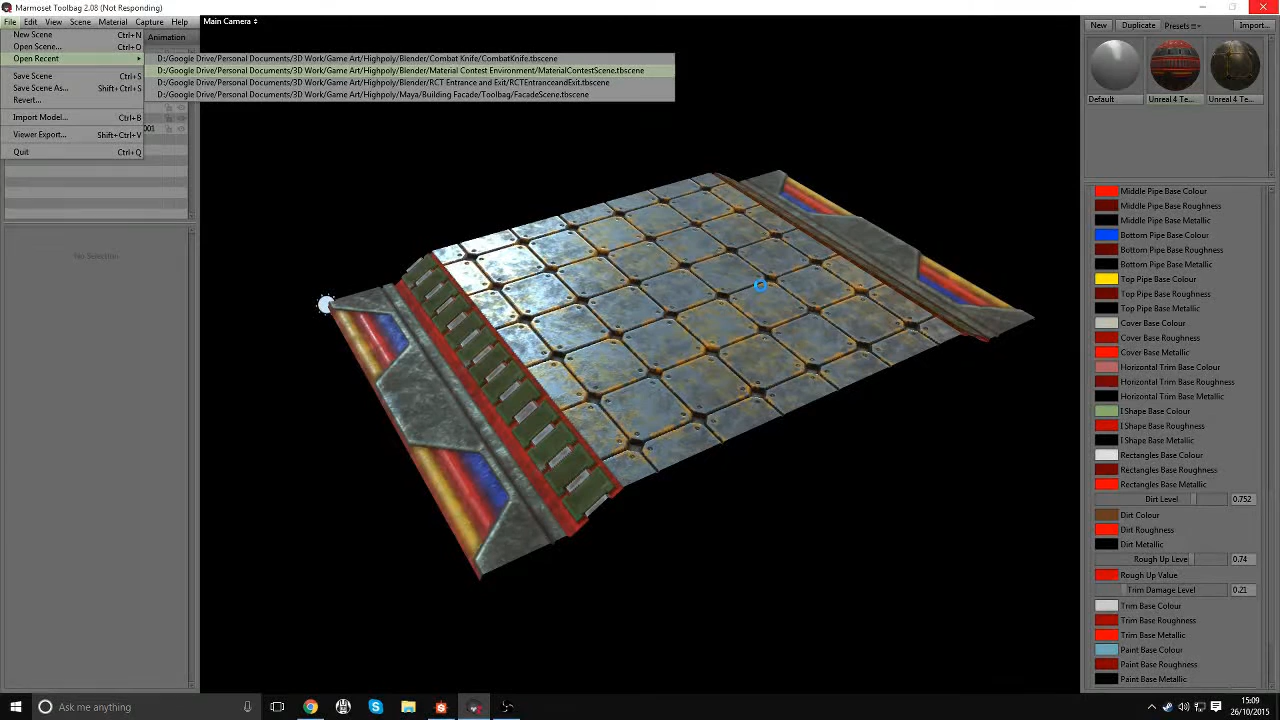 Marmoset Toolbag 2.08 (Not Responding)
File Edit View Scene Material Capture Help
Main Camera
New Scene Ctrl+N
Open Scene... Ctrl+O
Open Recent
Save Scene Ctrl+S
Save Scene As... Shift+Ctrl+S
Revert...
Import Model... Ctrl+B
Viewer Export... Shift+Ctrl+V
Quit Ctrl+Q
Animation
D:/Google Drive/Personal Documents/3D Work/Game Art/Highpoly/Blender/Combat Knife/CombatKnife.tbscene
D:/Google Drive/Personal Documents/3D Work/Game Art/Highpoly/Blender/Material Contest Environment/MaterialContestScene.tbscene
D:/Google Drive/Personal Documents/3D Work/Game Art/Highpoly/Blender/RCT Entrance and Exit/RCTEntranceandExit.tbscene
D:/Google Drive/Personal Documents/3D Work/Game Art/Highpoly/Maya/Building Facade/Toolbag/FacadeScene.tbscene
001
No Selection
New Duplicate Presets Import...
Default Unreal 4 Te... Unreal 4 Te...
Middle Pipe Base Colour
Middle Pipe Base Roughness
Middle Pipe Base Metallic
Bottom Pipe Base Colour
Bottom Pipe Base Roughness
Bottom Pipe Base Metallic
Top Pipe Base Colour
Top Pipe Base Roughness
Top Pipe Base Metallic
Cover Base Colour
Cover Base Roughness
Cover Base Metallic
Horizontal Trim Base Colour
Horizontal Trim Base Roughness
Horizontal Trim Base Metallic
I Shape Base Colour
I Shape Base Roughness
I Shape Base Metallic
Rectangles Base Colour
Rectangles Base Roughness
Rectangles Base Metallic
Dirt Level 0.752
Dirt Colour
Dirt Roughness
Dirt Metallic
Rough Up Leve 0.74
Rough Up Value
Trim Damage Level 0.21
Trim Base Colour
Trim Base Roughness
Trim Base Metallic
Paint Base Colour
Paint Base Roughness
Paint Base Metallic
Ask me anything
15:09
26/10/2015